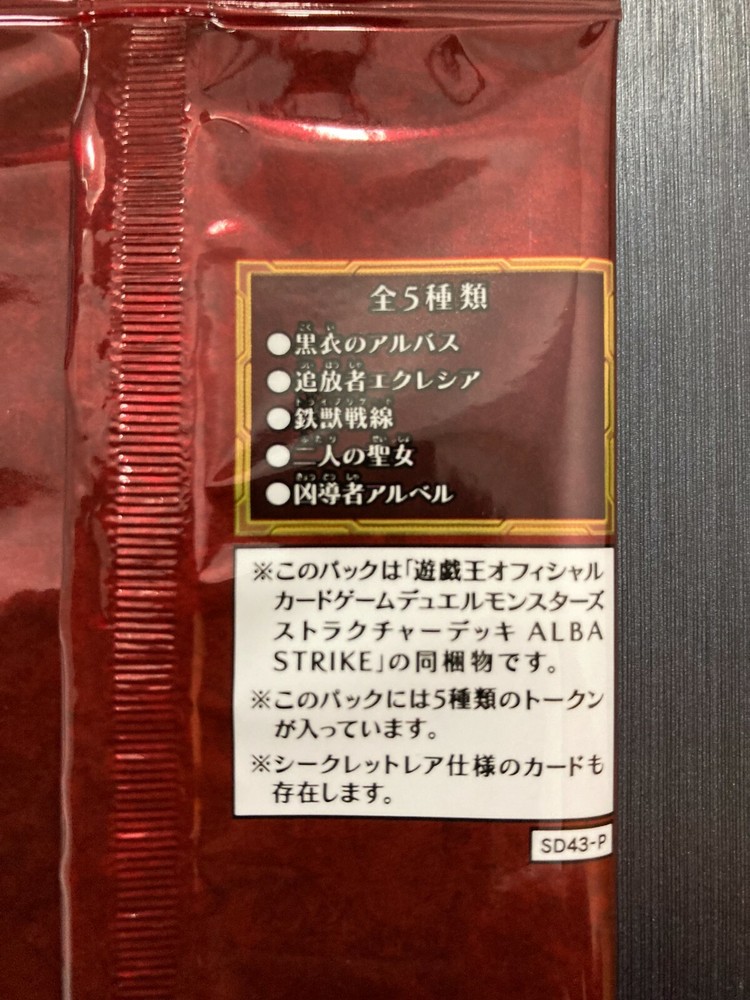 全5種類
●黒衣のアルバス
●追放者エクレシア
●鉄獣戦線
●二人の聖女
●凶導者アルベル
※このパックは「遊戯王オフィシャル
カードゲームデュエルモンスターズ
ストラクチャーデッキ ALBA
STRIKE」の同梱物です。
※このパックには5種類のトークン
が入っています。
※シークレットレア仕様のカードも
存在します。
SD43-P